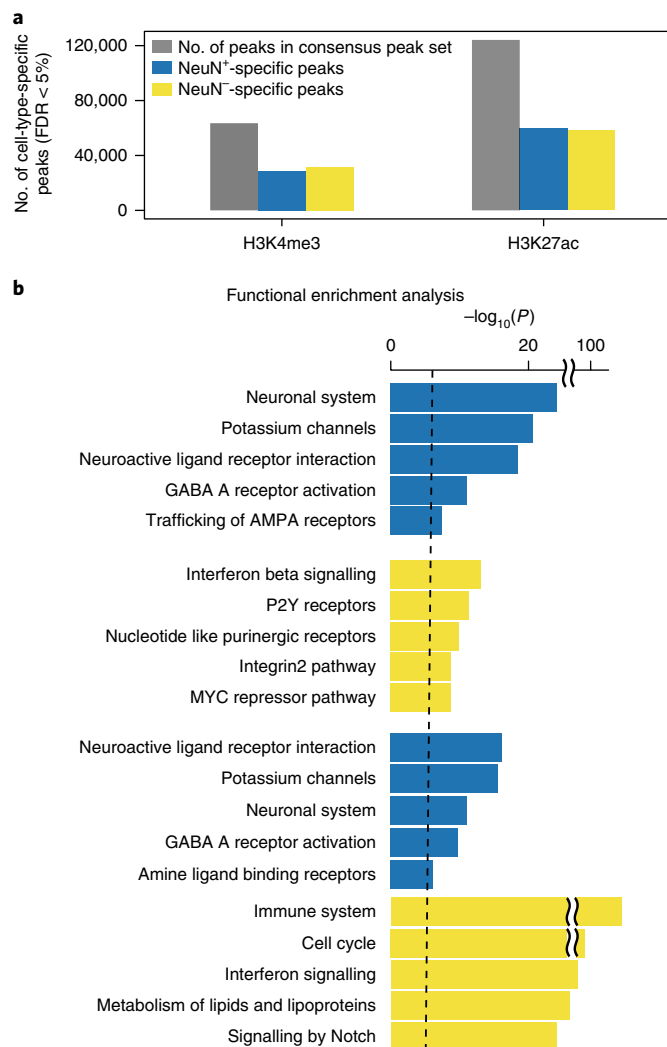 a
No. of cell-type-specific
peaks (FDR < 5%)
120,000
80,000
40,000
0
No. of peaks in consensus peak set
NeuN⁺-specific peaks
NeuN⁻-specific peaks
H3K4me3
H3K27ac
b
Functional enrichment analysis
–log₁₀(P)
0 20 100
Neuronal system
Potassium channels
Neuroactive ligand receptor interaction
GABA A receptor activation
Trafficking of AMPA receptors
Interferon beta signalling
P2Y receptors
Nucleotide like purinergic receptors
Integrin2 pathway
MYC repressor pathway
Neuroactive ligand receptor interaction
Potassium channels
Neuronal system
GABA A receptor activation
Amine ligand binding receptors
Immune system
Cell cycle
Interferon signalling
Metabolism of lipids and lipoproteins
Signalling by Notch